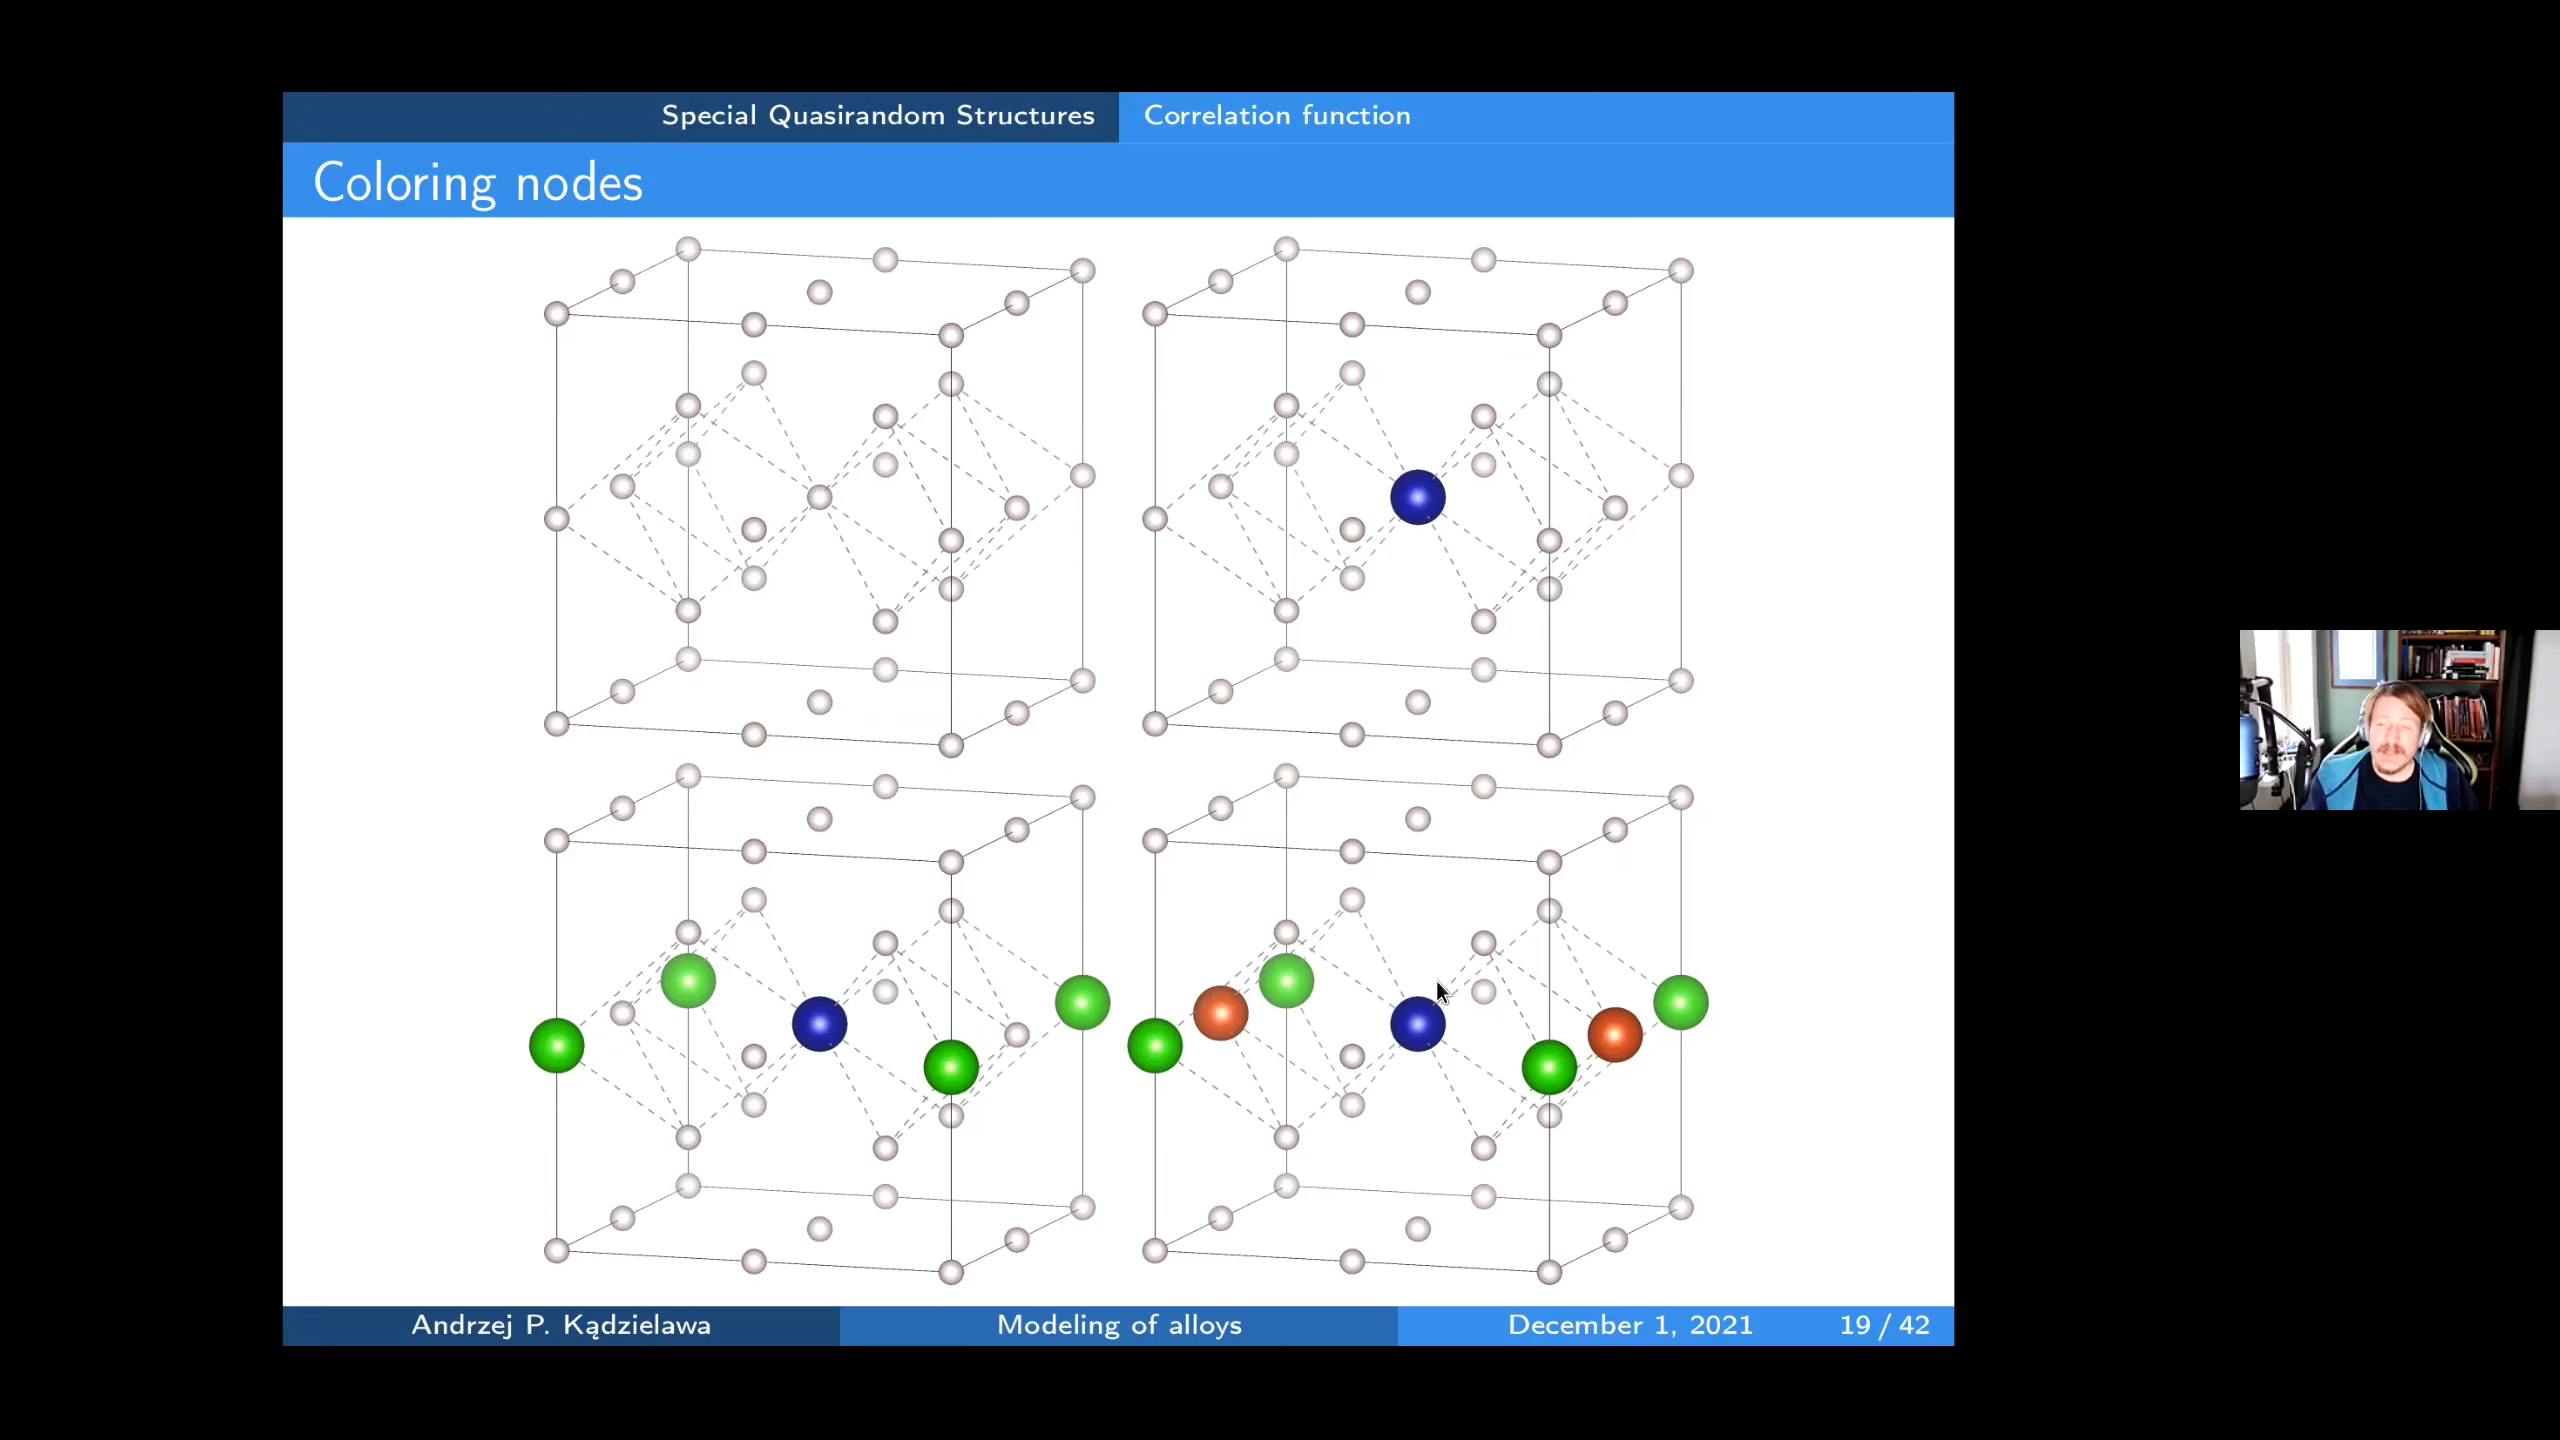 Special Quasirandom Structures
Correlation function
Coloring nodes
Andrzej P. Kądzielawa
Modeling of alloys
December 1, 2021
19 / 42